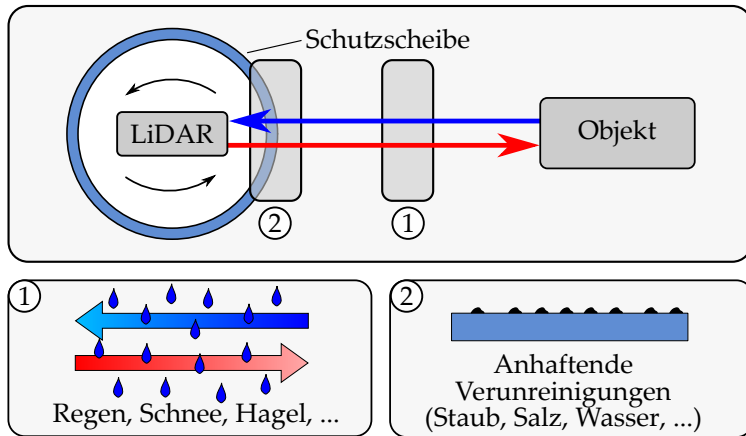 Schutzscheibe
LiDAR
Objekt
2
1
1
Regen, Schnee, Hagel, ...
2
Anhaftende
Verunreinigungen
(Staub, Salz, Wasser, ...)